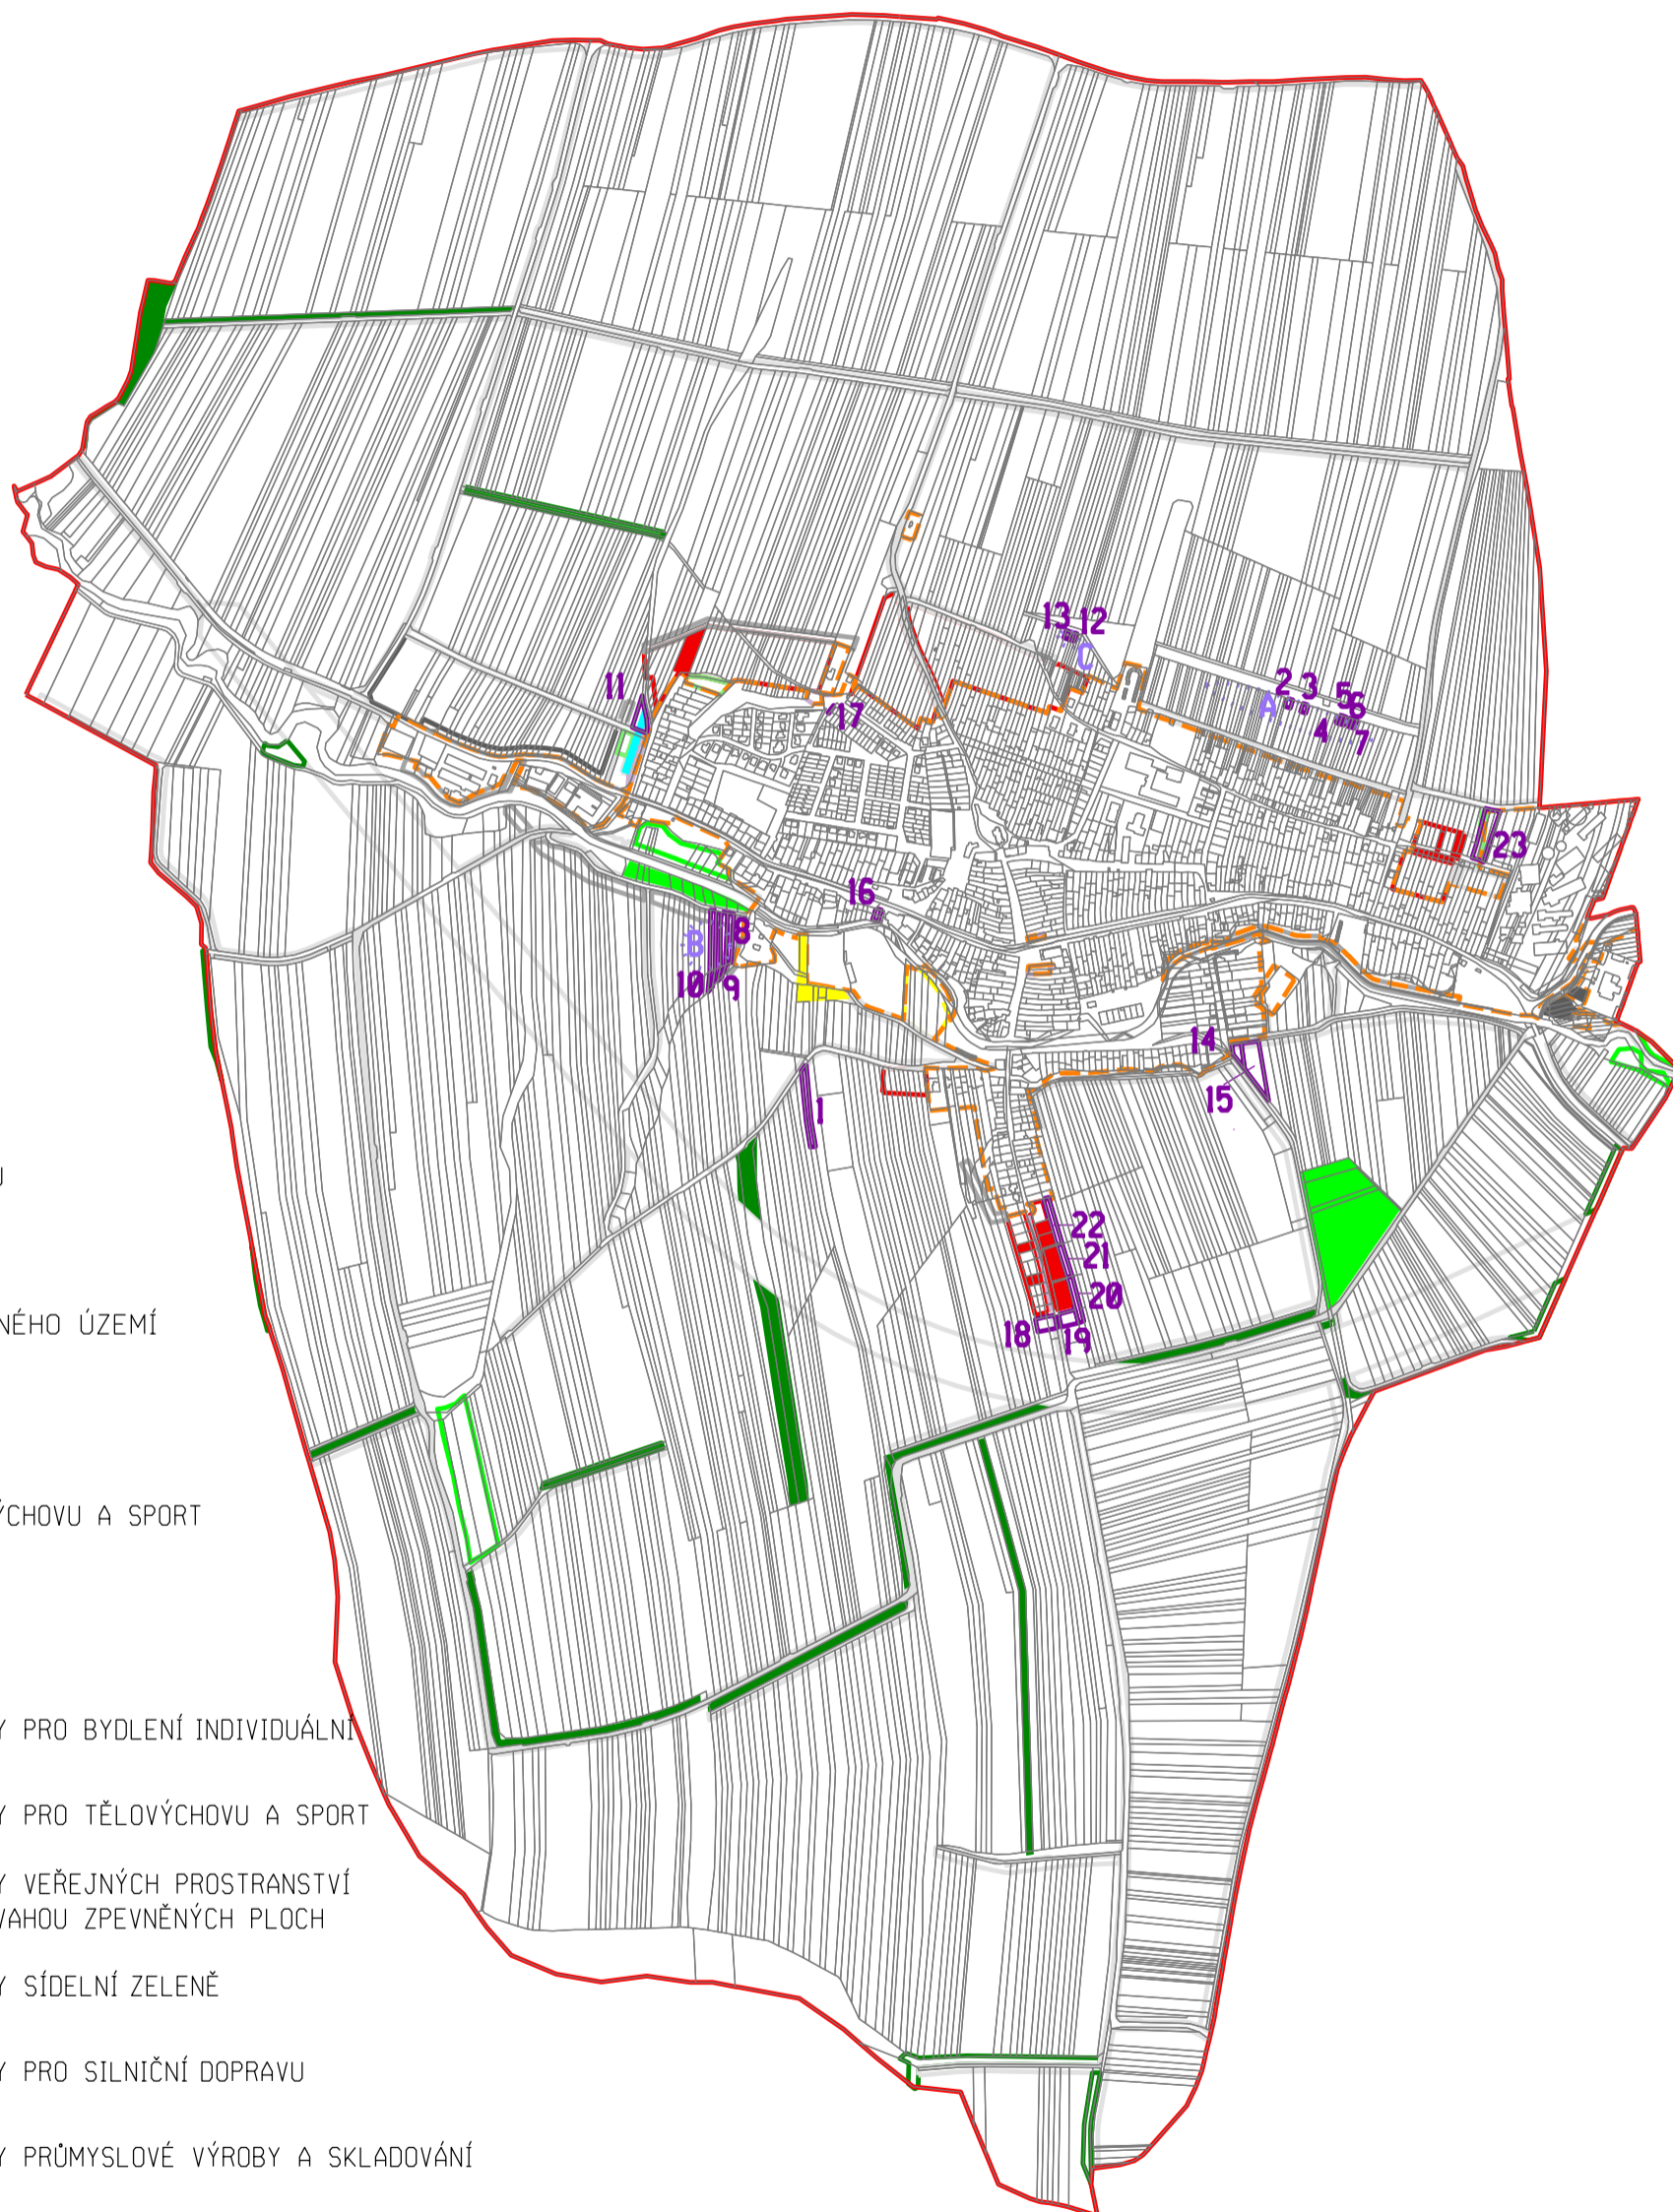 13 12
C
11
2 3 5 6
A
4 7
17
23
16
8
B
10 9
14
15
1
22
21
20
18 19
NÉHO ÚZEMÍ
ÝCHOVU A SPORT
Y PRO BYDLENÍ INDIVIDUÁLNÍ
Y PRO TĚLOVÝCHOVU A SPORT
Y VEŘEJNÝCH PROSTRANSTVÍ
VAHOU ZPEVNĚNÝCH PLOCH
Y SÍDELNÍ ZELENĚ
Y PRO SILNIČNÍ DOPRAVU
Y PRŮMYSLOVÉ VÝROBY A SKLADOVÁNÍ